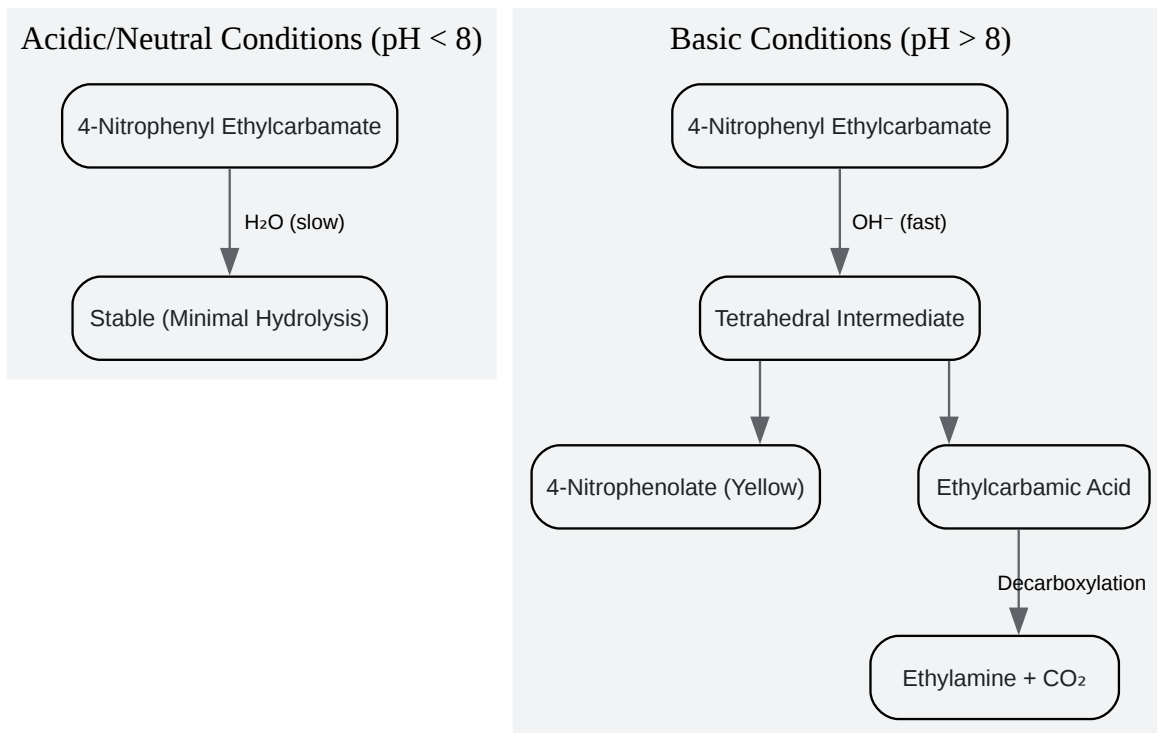 Acidic/Neutral Conditions (pH < 8)
4-Nitrophenyl Ethylcarbamate
H₂O (slow)
Stable (Minimal Hydrolysis)
Basic Conditions (pH > 8)
4-Nitrophenyl Ethylcarbamate
OH⁻ (fast)
Tetrahedral Intermediate
4-Nitrophenolate (Yellow)
Ethylcarbamic Acid
Decarboxylation
Ethylamine + CO₂